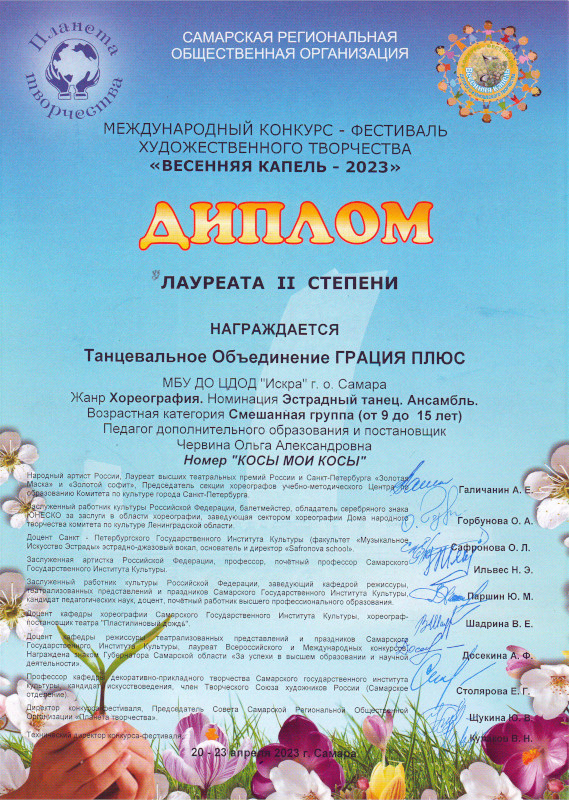 Планета
творчества
САМАРСКАЯ РЕГИОНАЛЬНАЯ
ОБЩЕСТВЕННАЯ ОРГАНИЗАЦИЯ
МЕЖДУНАРОДНЫЙ КОНКУРС - ФЕСТИВАЛЬ
ХУДОЖЕСТВЕННОГО ТВОРЧЕСТВА
«ВЕСЕННЯЯ КАПЕЛЬ - 2023»
ДИПЛОМ
ЛАУРЕАТА II СТЕПЕНИ
НАГРАЖДАЕТСЯ
Танцевальное Объединение ГРАЦИЯ ПЛЮС
МБУ ДО ЦДОД "Искра" г. о. Самара
Жанр Хореография. Номинация Эстрадный танец. Ансамбль.
Возрастная категория Смешанная группа (от 9 до 15 лет)
Педагог дополнительного образования и постановщик
Червина Ольга Александровна
Номер "КОСЫ МОИ КОСЫ"
Народный артист России, Лауреат высших театральных премий России и Санкт-Петербурга «Золотая
Маска» и «Золотой софит», Председатель секции хореографов учебно-методического Центра по
образованию Комитета по культуре города Санкт-Петербурга.
Галичанин А. Е.
Заслуженный работник культуры Российской Федерации, балетмейстер, обладатель серебряного знака
ЮНЕСКО за заслуги в области хореографии, заведующая сектором хореографии Дома народного
творчества комитета по культуре Ленинградской области.
Горбунова О. А.
Доцент Санкт - Петербургского Государственного Института Культуры (факультет «Музыкальное
Искусство Эстрады» эстрадно-джазовый вокал, основатель и директор «Safronova school».
Сафронова О. Л.
Заслуженная артистка Российской Федерации, профессор, почётный профессор Самарского
Государственного Института Культуры.
Ильвес Н. Э.
Заслуженный работник культуры Российской Федерации, заведующий кафедрой режиссуры,
театрализованных представлений и праздников Самарского Государственного Института Культуры,
кандидат педагогических наук, доцент, почётный работник высшего профессионального образования.
Паршин Ю. М.
Доцент кафедры хореографии Самарского Государственного Института Культуры, хореограф-
постановщик театра "Пластилиновый дождь".
Шадрина В. Е.
Доцент кафедры режиссуры театрализованных представлений и праздников Самарского
Государственного Института Культуры, лауреат Всероссийского и Международных конкурсов,
Награждена знаком Губернатора Самарской области «За успехи в высшем образовании и научной
деятельности».
Досекина А. Ф.
Профессор кафедры декоративно-прикладного творчества Самарского государственного института
культуры, кандидат искусствоведения, член Творческого Союза художников России (Самарское
отделение).
Столярова Е. Г.
Директор конкурса-фестиваля, Председатель Совета Самарской Региональной Общественной
Организации «Планета творчества».
Щукина Ю. В.
Технический директор конкурса-фестиваля.
В. Н.
20 - 23 апреля 2023 г. Самара